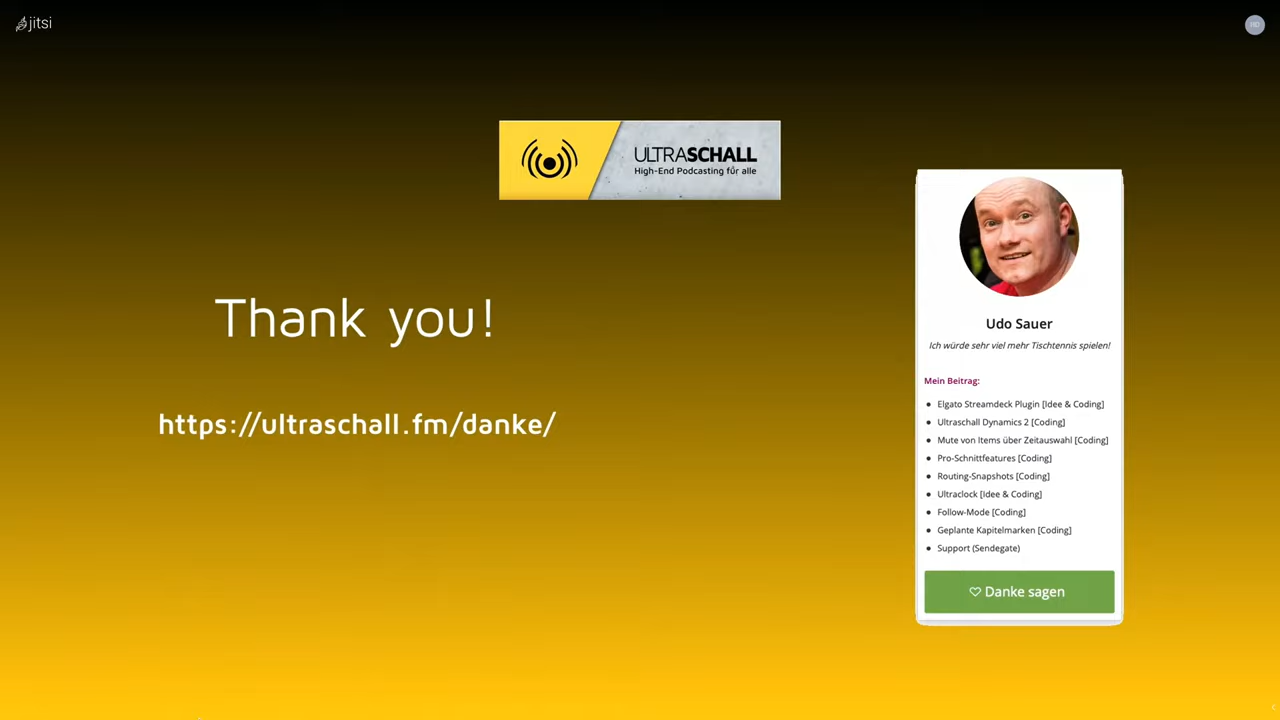 jitsi
HD
ULTRASCHALL
High-End Podcasting für alle
Thank you!
https://ultraschall.fm/danke/
Udo Sauer
Ich würde sehr viel mehr Tischtennis spielen!
Mein Beitrag:
Elgato Streamdeck Plugin [Idee & Coding]
Ultraschall Dynamics 2 [Coding]
Mute von Items über Zeitauswahl [Coding]
Pro-Schnittfeatures [Coding]
Routing-Snapshots [Coding]
Ultraclock [Idee & Coding]
Follow-Mode [Coding]
Geplante Kapitelmarken [Coding]
Support (Sendegate)
Danke sagen